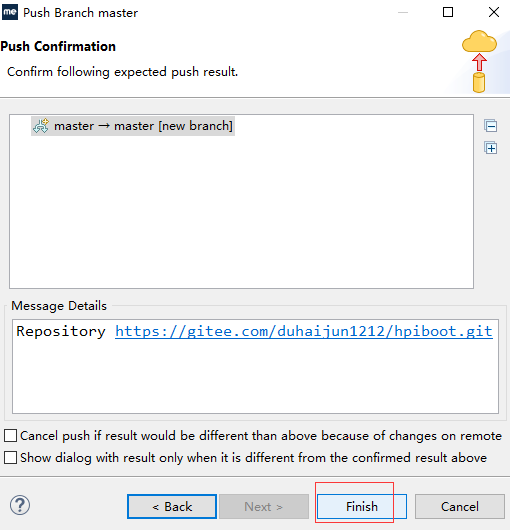 me Push Branch master
Push Confirmation
Confirm following expected push result.
master → master [new branch]
Message Details
Repository https://gitee.com/duhaijun1212/hpiboot.git
Cancel push if result would be different than above because of changes on remote
Show dialog with result only when it is different from the confirmed result above
? < Back Next > Finish Cancel